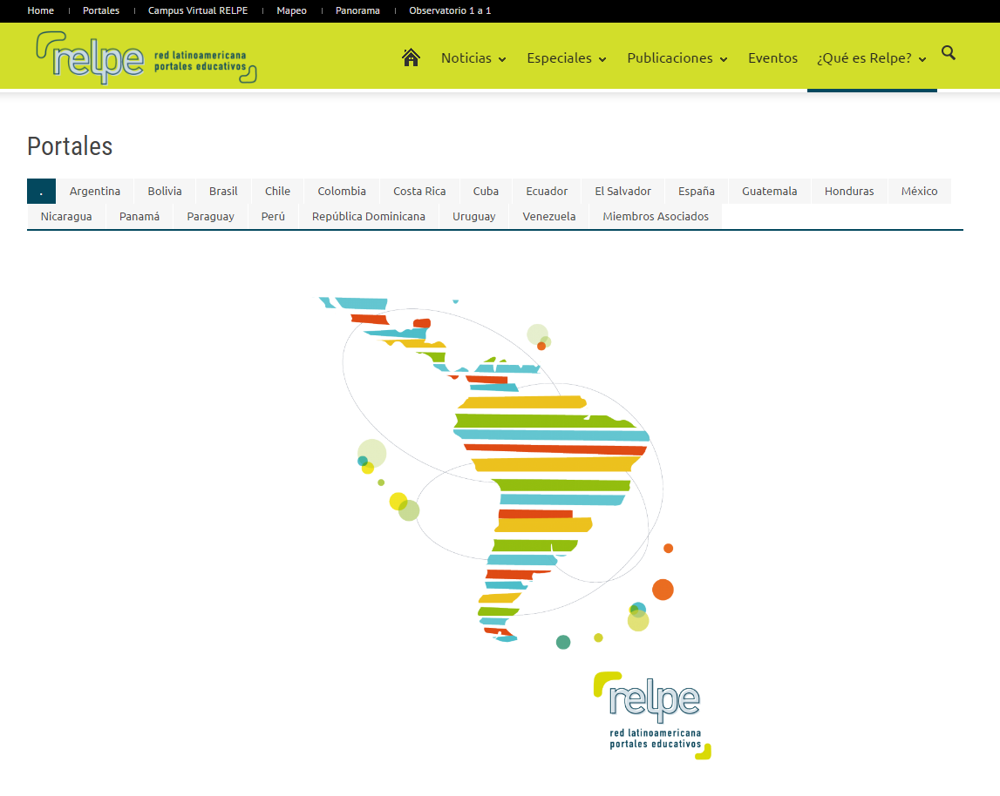 Home Portales Campus Virtual RELPE Mapeo Panorama Observatorio 1 a 1
relpe red latinoamericana
portales educativos
Noticias Especiales Publicaciones Eventos ¿Qué es Relpe?
Portales
. Argentina Bolivia Brasil Chile Colombia Costa Rica Cuba Ecuador El Salvador España Guatemala Honduras México
Nicaragua Panamá Paraguay Perú República Dominicana Uruguay Venezuela Miembros Asociados
relpe
red latinoamericana
portales educativos